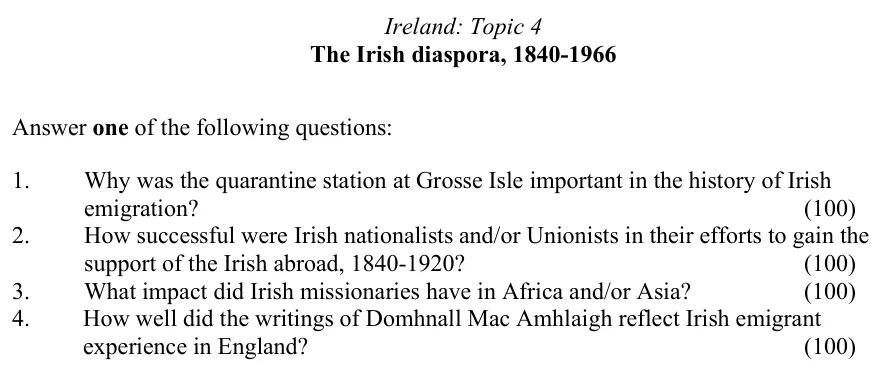 Ireland: Topic 4
The Irish diaspora, 1840-1966
Answer one of the following questions:
1. Why was the quarantine station at Grosse Isle important in the history of Irish
emigration? (100)
2. How successful were Irish nationalists and/or Unionists in their efforts to gain the
support of the Irish abroad, 1840-1920? (100)
3. What impact did Irish missionaries have in Africa and/or Asia? (100)
4. How well did the writings of Domhnall Mac Amhlaigh reflect Irish emigrant
experience in England? (100)